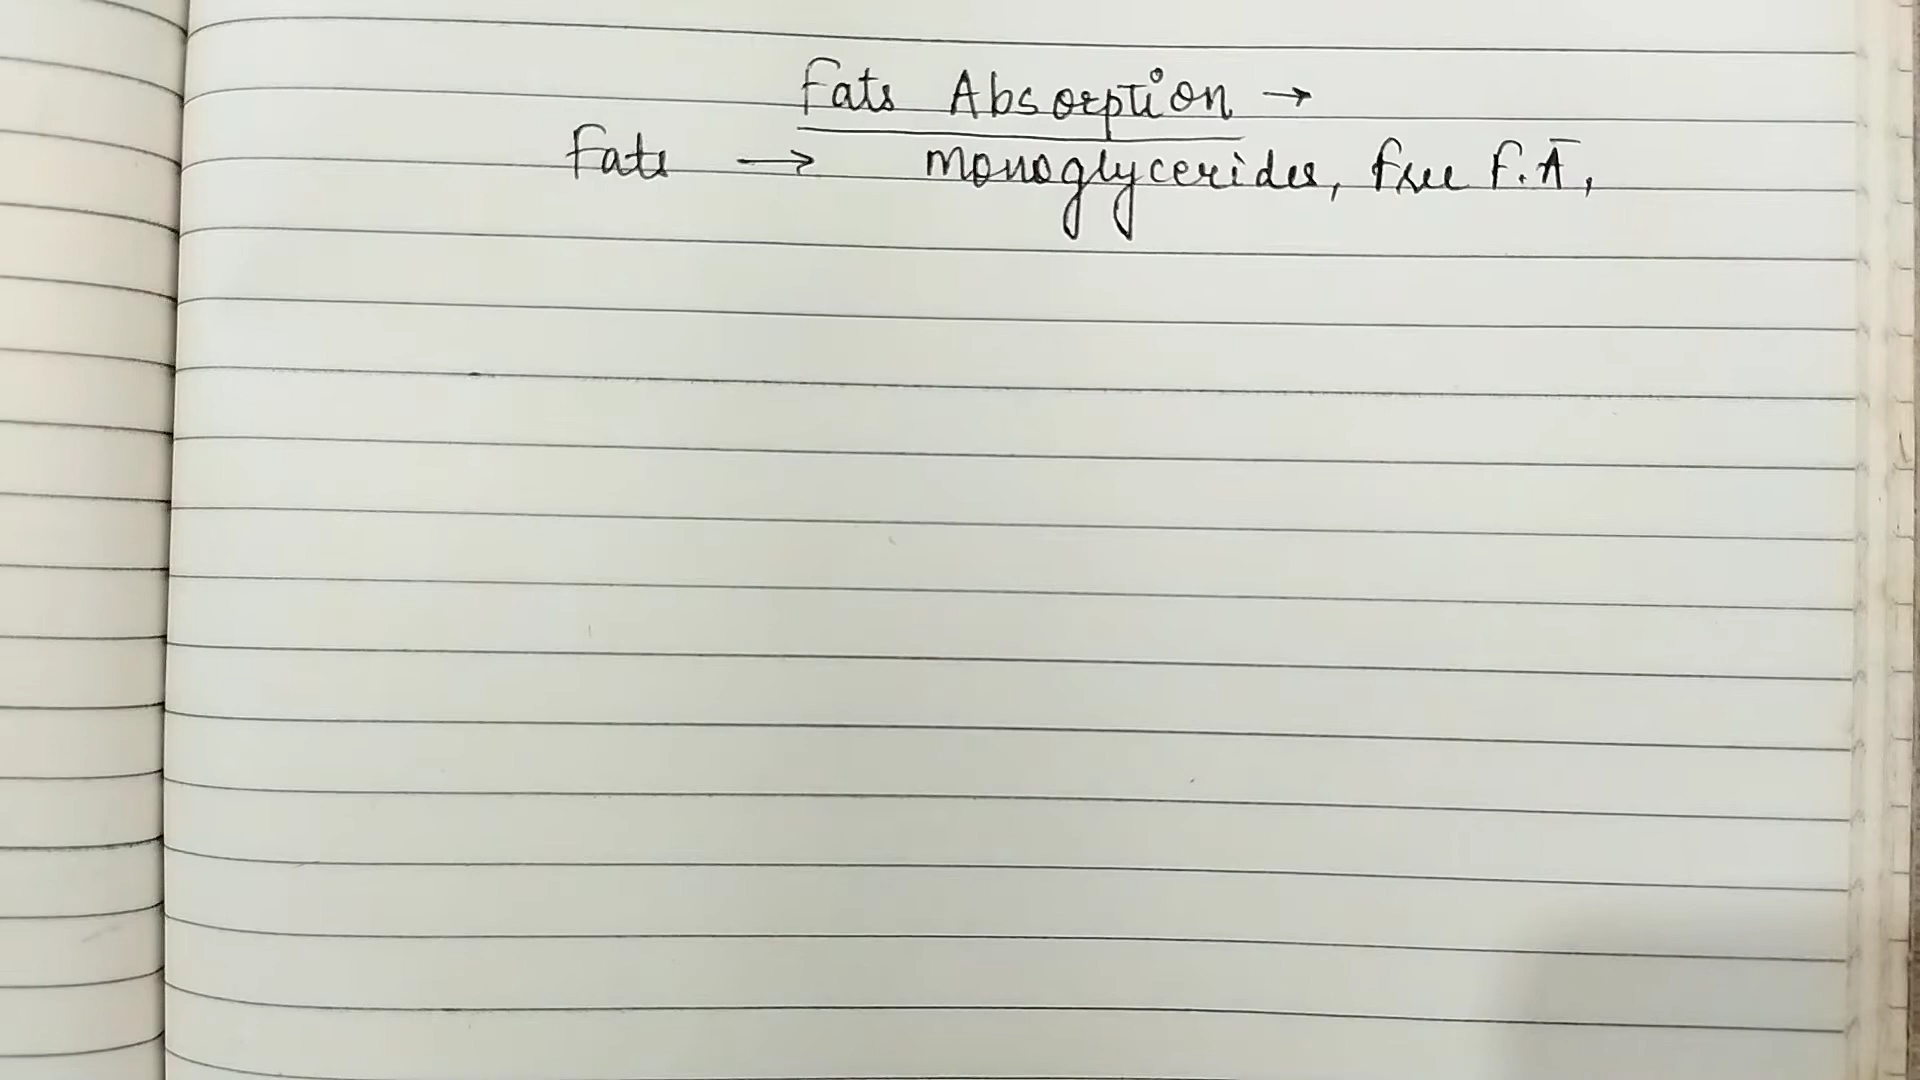 Fats Absorption →
Fats → monoglycerides, free F.Ā,